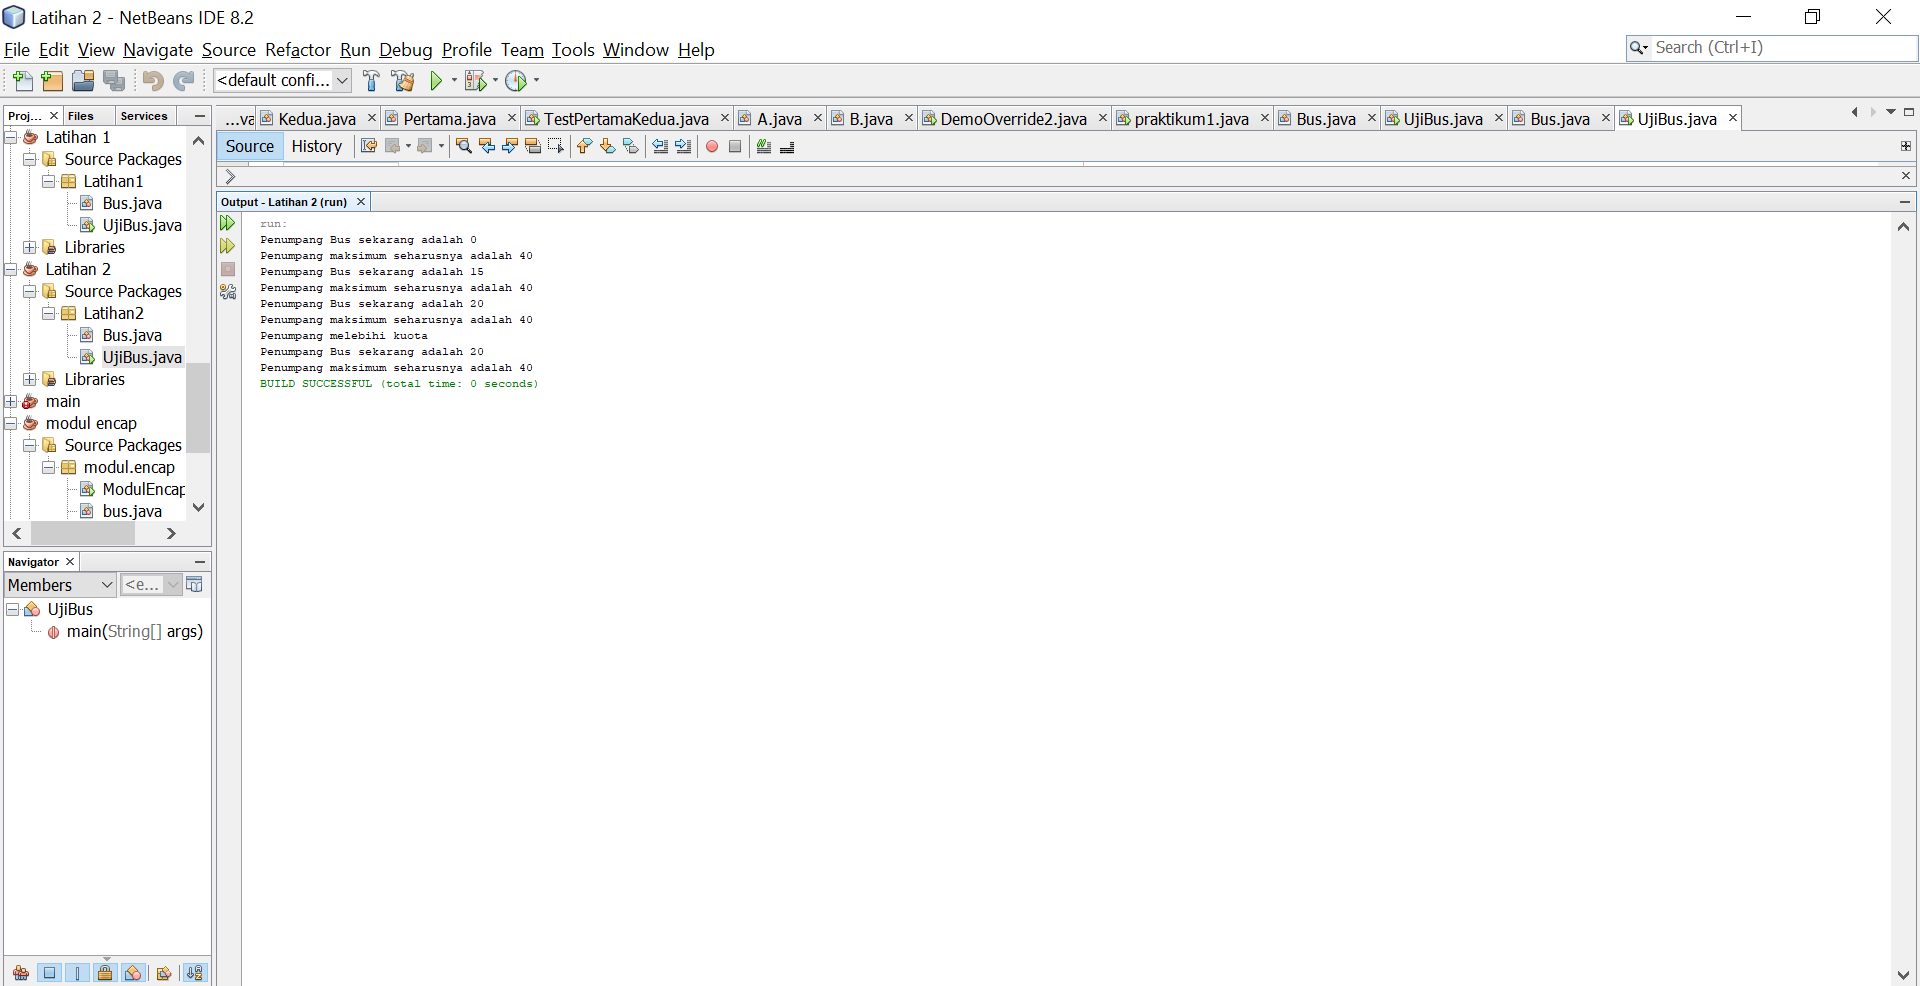 Latihan 2 - NetBeans IDE 8.2
File Edit View Navigate Source Refactor Run Debug Profile Team Tools Window Help
Search (Ctrl+I)
<default confi...
Proj... Files Services
Latihan 1
Source Packages
Latihan1
Bus.java
UjiBus.java
Libraries
Latihan 2
Source Packages
Latihan2
Bus.java
UjiBus.java
Libraries
main
modul encap
Source Packages
modul.encap
ModulEncap
bus.java
Navigator
Members <e...
UjiBus
main(String[] args)
...va Kedua.java Pertama.java TestPertamaKedua.java A.java B.java DemoOverride2.java praktikum1.java Bus.java UjiBus.java Bus.java UjiBus.java
Source History
Output - Latihan 2 (run)
run:
Penumpang Bus sekarang adalah 0
Penumpang maksimum seharusnya adalah 40
Penumpang Bus sekarang adalah 15
Penumpang maksimum seharusnya adalah 40
Penumpang Bus sekarang adalah 20
Penumpang maksimum seharusnya adalah 40
Penumpang melebihi kuota
Penumpang Bus sekarang adalah 20
Penumpang maksimum seharusnya adalah 40
BUILD SUCCESSFUL (total time: 0 seconds)